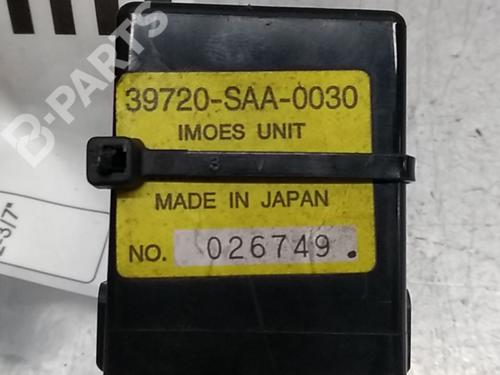 B-PARTS
39720-SAA-0030
IMOES UNIT
MADE IN JAPAN
NO. 026749.